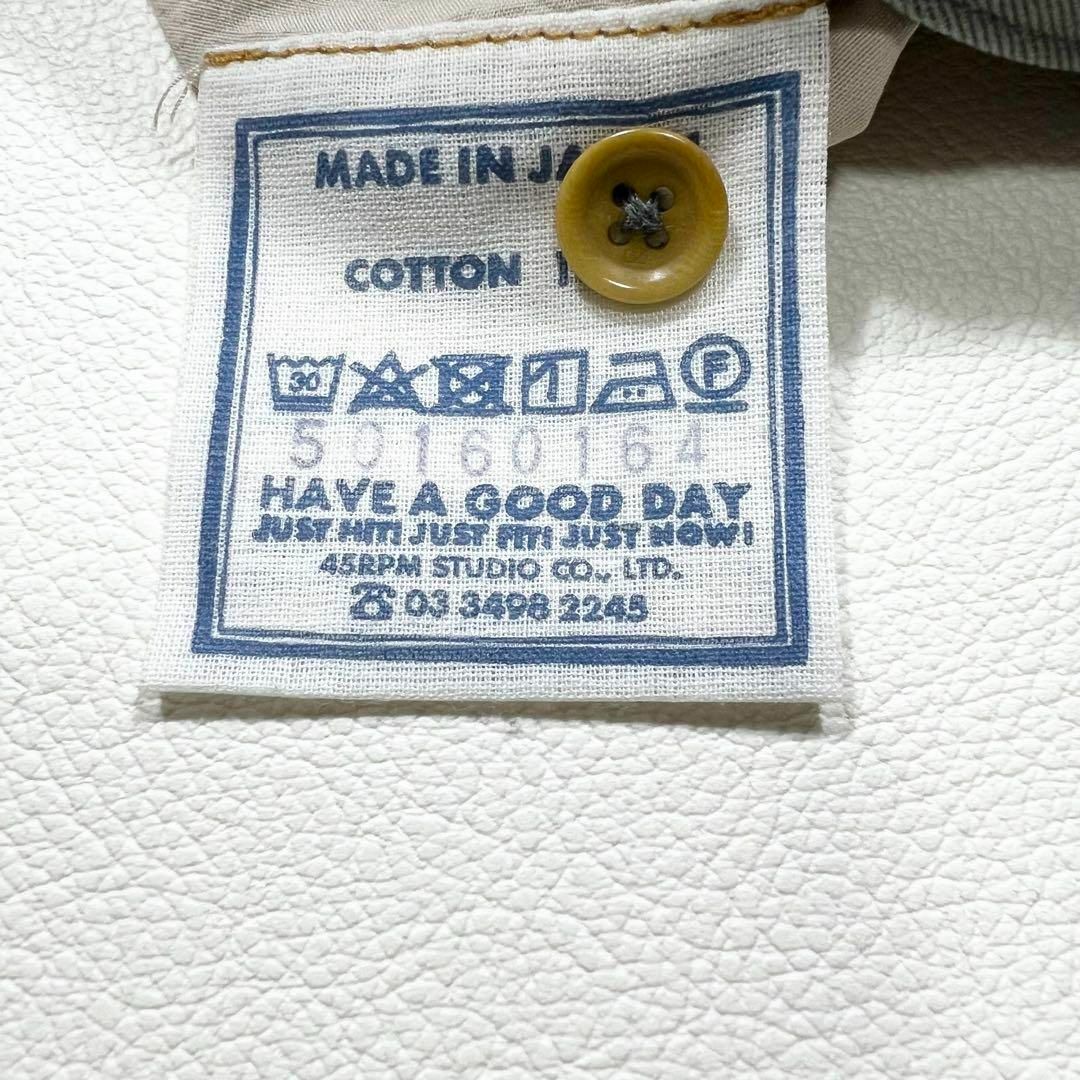 MADE IN
COTTON
30 F
50160164
HAVE A GOOD DAY
JUST HIT! JUST FIT! JUST NOW!
45RPM STUDIO CO., LTD.
☎ 03 3498 2245